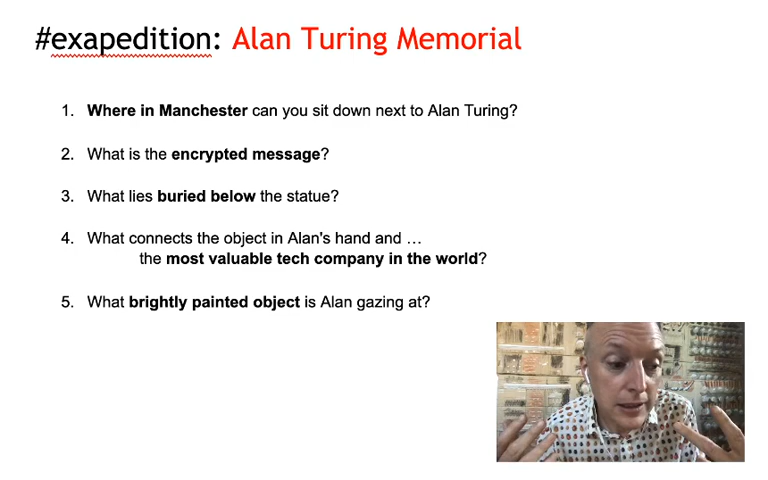 #exapedition: Alan Turing Memorial
1. Where in Manchester can you sit down next to Alan Turing?
2. What is the encrypted message?
3. What lies buried below the statue?
4. What connects the object in Alan's hand and ...
the most valuable tech company in the world?
5. What brightly painted object is Alan gazing at?